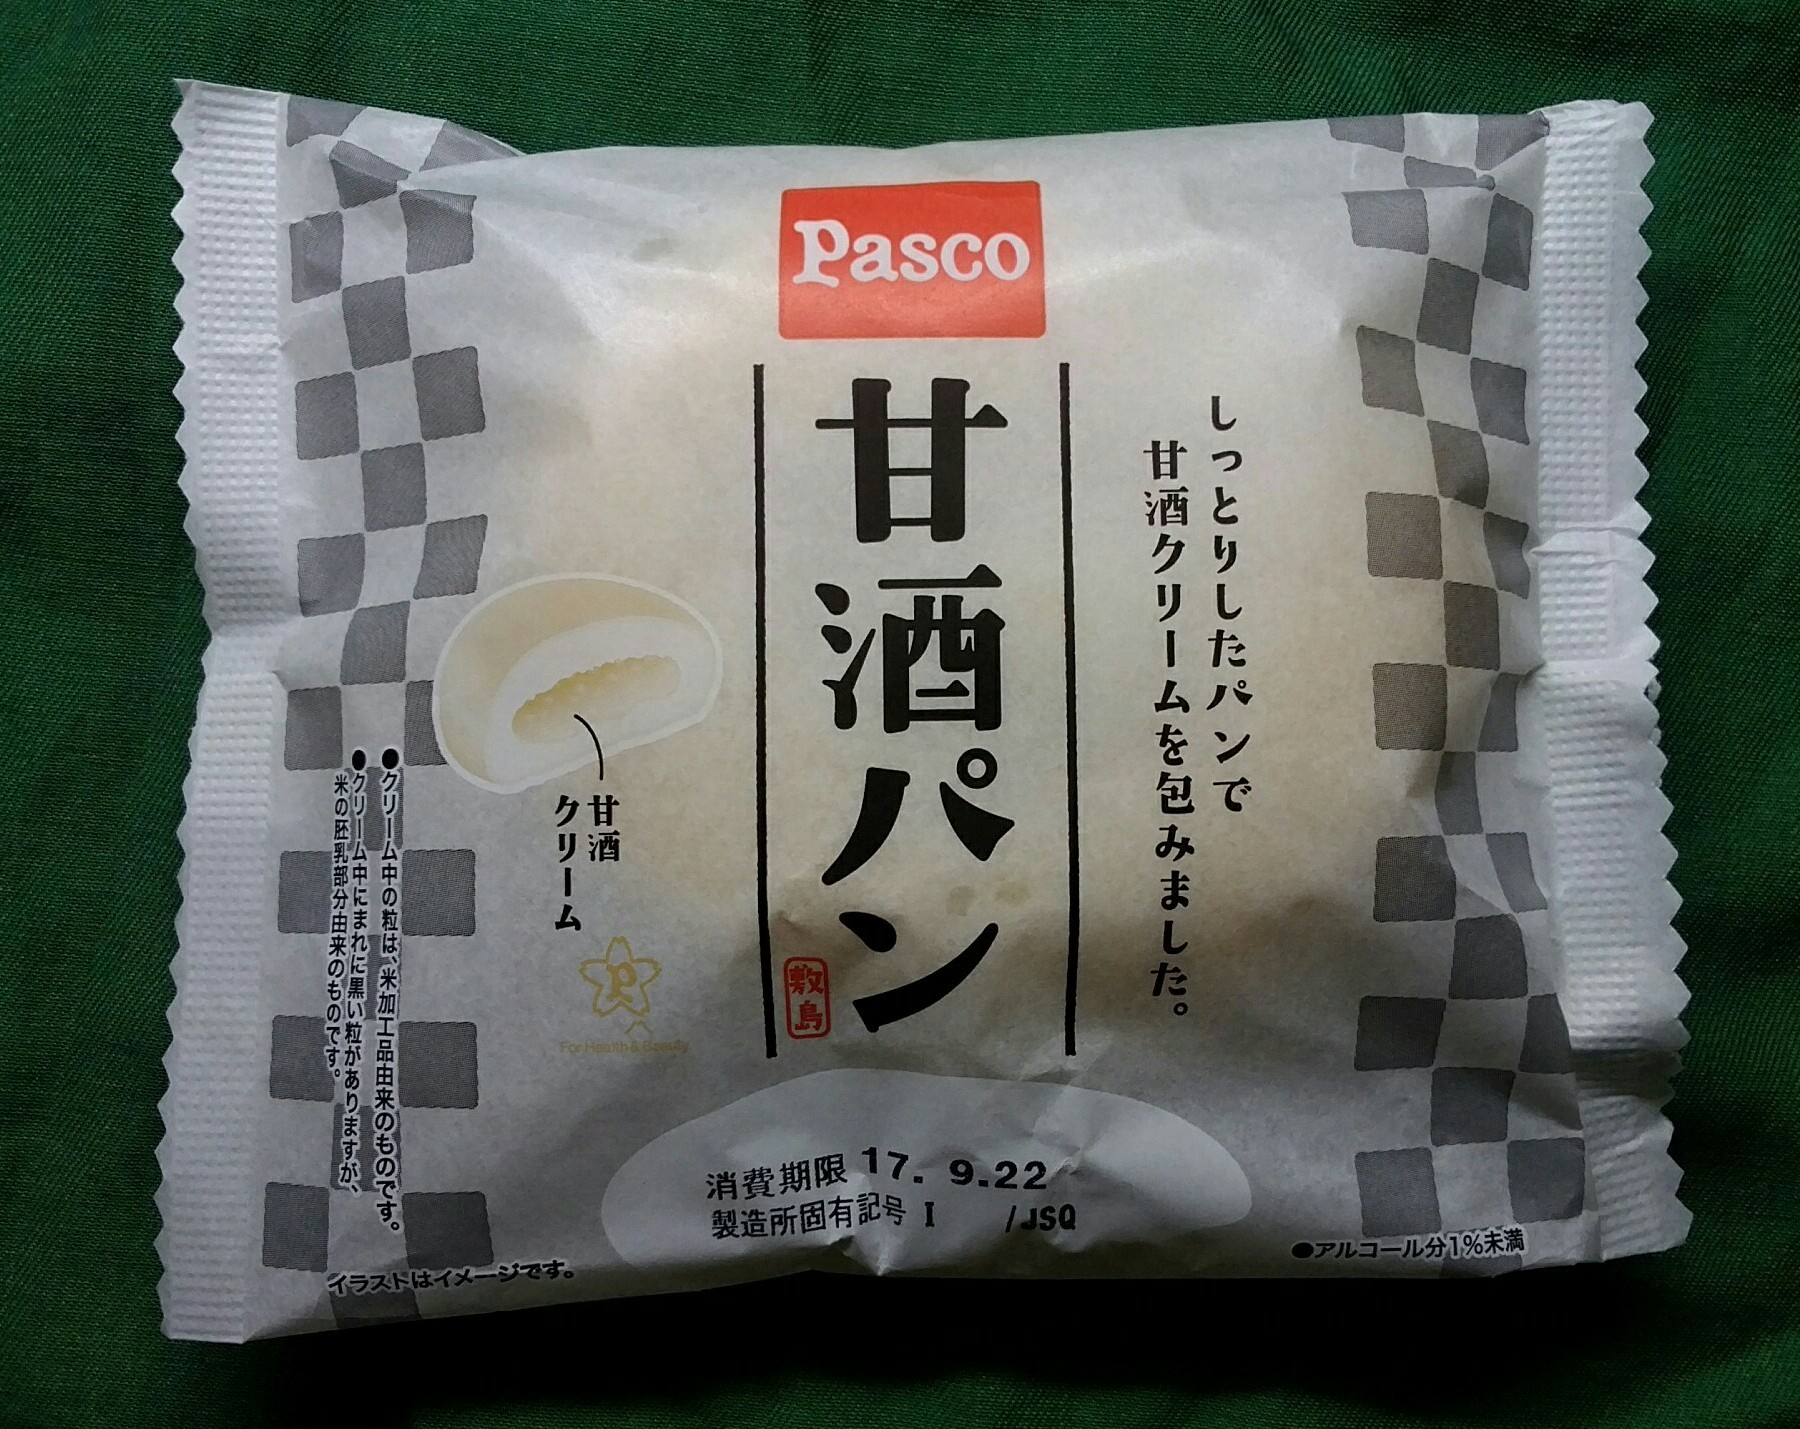 Pasco
甘酒パン
敷島
しっとりしたパンで
甘酒クリームを包みました。
甘酒
クリーム
P
For Health & Beauty
●クリーム中の粒は、米加工品由来のものです。
●クリーム中にまれに黒い粒がありますが、
米の胚乳部分由来のものです。
イラストはイメージです。
消費期限 17. 9.22
製造所固有記号 I /JSQ
●アルコール分1%未満